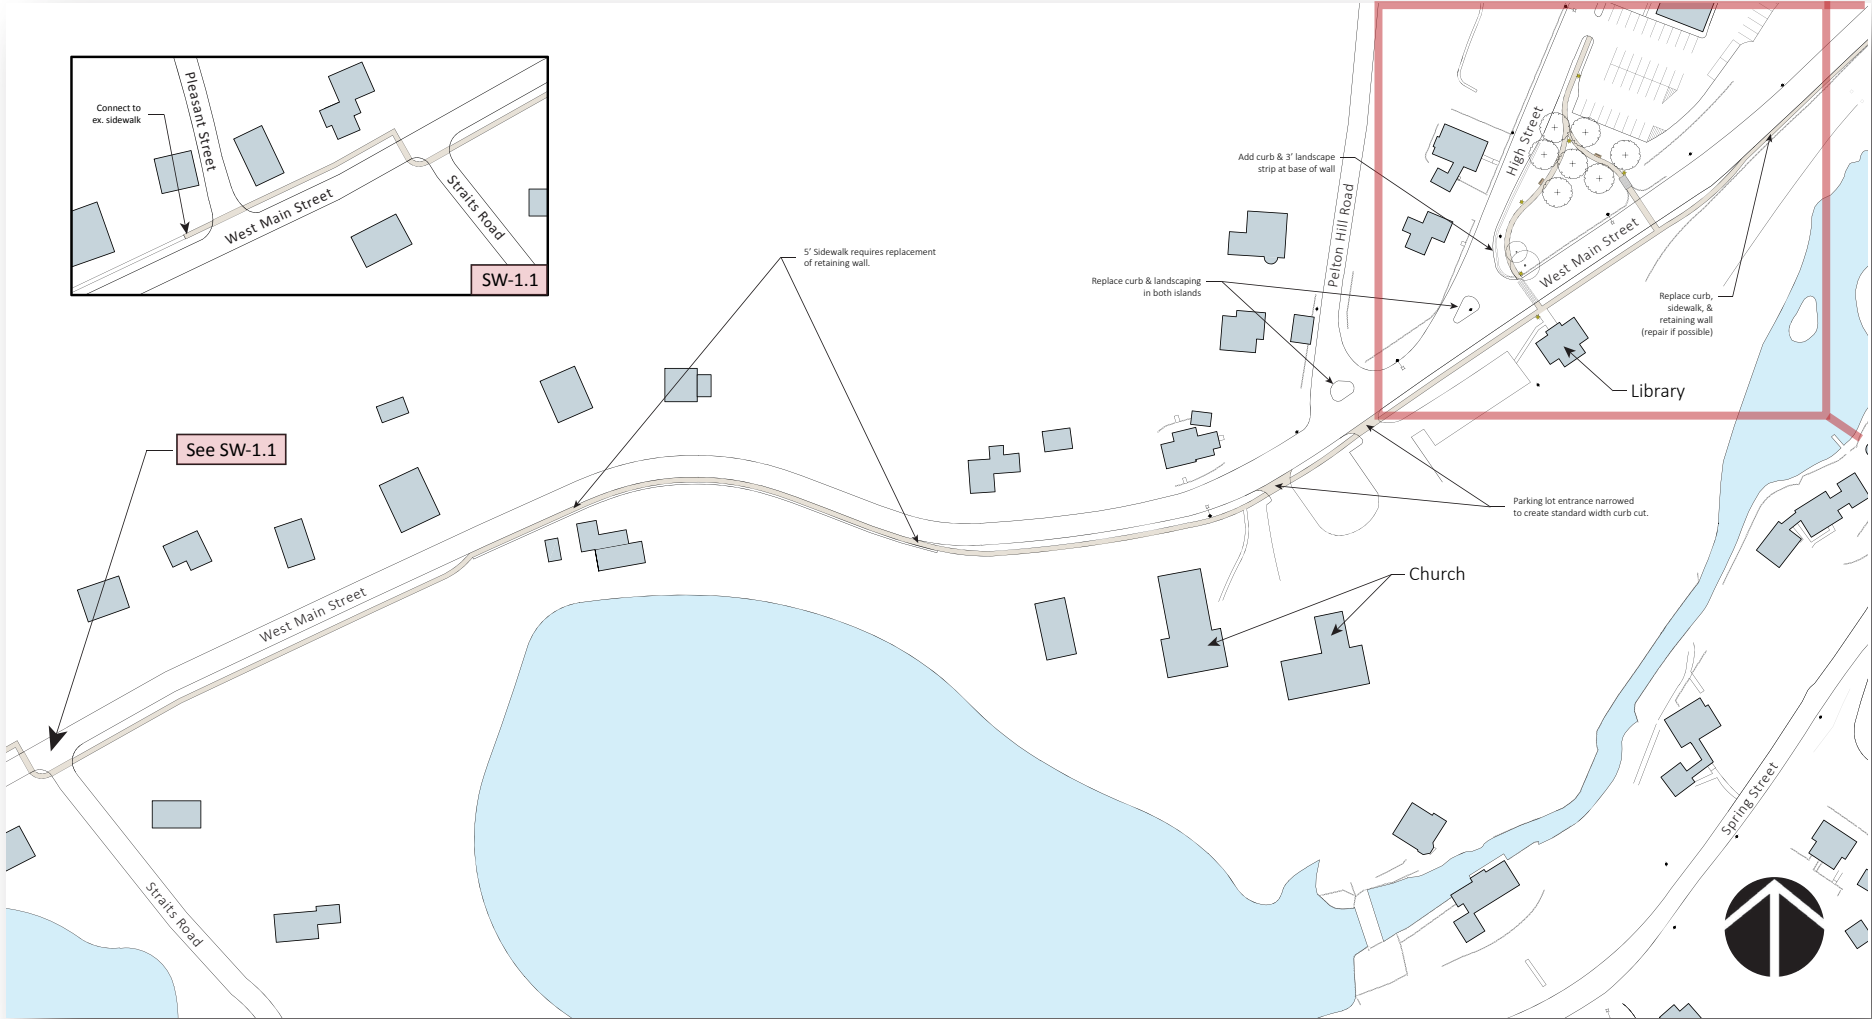 Connect to
ex. sidewalk
Pleasant Street
West Main Street
Straits Road
SW-1.1
5' Sidewalk requires replacement
of retaining wall.
Add curb & 3' landscape
strip at base of wall
High Street
Pelton Hill Road
West Main Street
Replace curb & landscaping
in both islands
Replace curb,
sidewalk, &
retaining wall
(repair if possible)
Library
See SW-1.1
Parking lot entrance narrowed
to create standard width curb cut.
Church
West Main Street
Spring Street
Straits Road